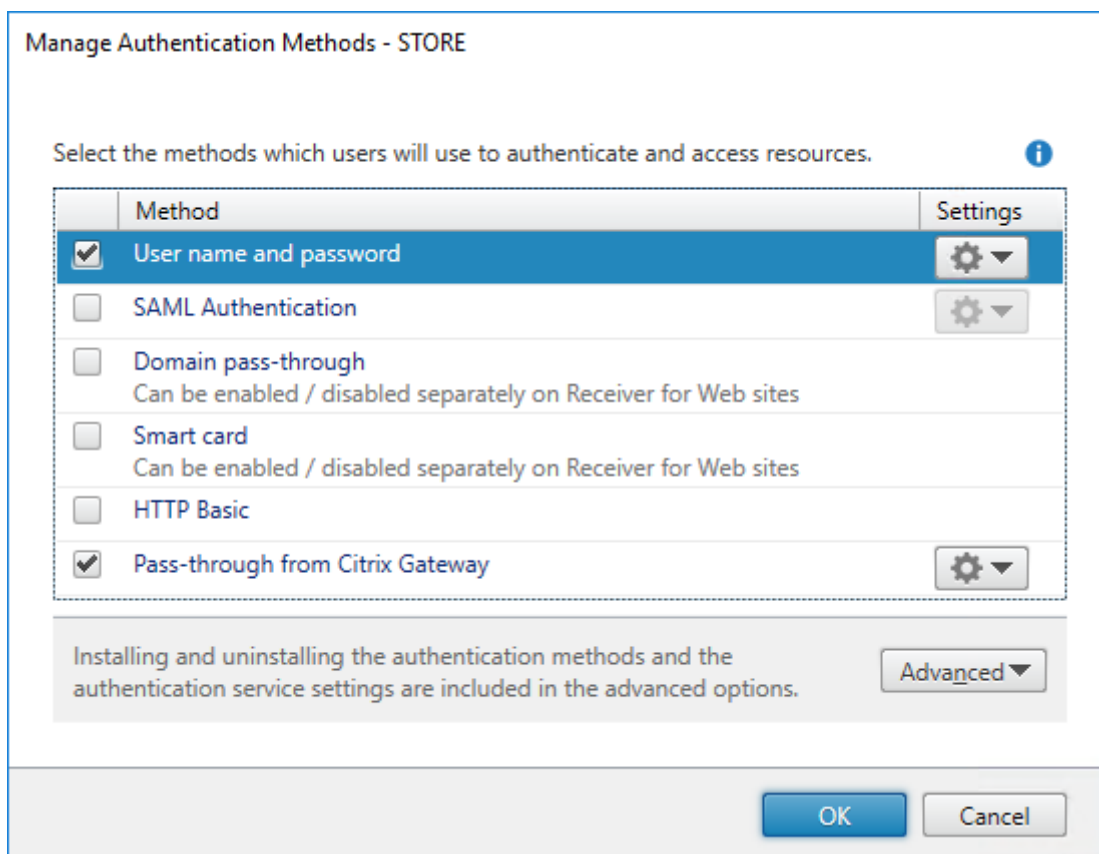 Manage Authentication Methods - STORE
Select the methods which users will use to authenticate and access resources.
Method Settings
User name and password
SAML Authentication
Domain pass-through
Can be enabled / disabled separately on Receiver for Web sites
Smart card
Can be enabled / disabled separately on Receiver for Web sites
HTTP Basic
Pass-through from Citrix Gateway
Installing and uninstalling the authentication methods and the
authentication service settings are included in the advanced options.
Advanced
OK Cancel